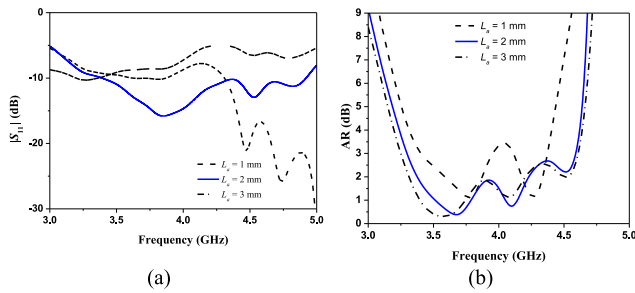 0
-10
-20
-30
|S₁₁| (dB)
Lₐ = 1 mm
Lₐ = 2 mm
Lₐ = 3 mm
3.0 3.5 4.0 4.5 5.0
Frequency (GHz)
(a)
9
8
7
6
5
4
3
2
1
0
AR (dB)
Lₐ = 1 mm
Lₐ = 2 mm
Lₐ = 3 mm
3.0 3.5 4.0 4.5 5.0
Frequency (GHz)
(b)